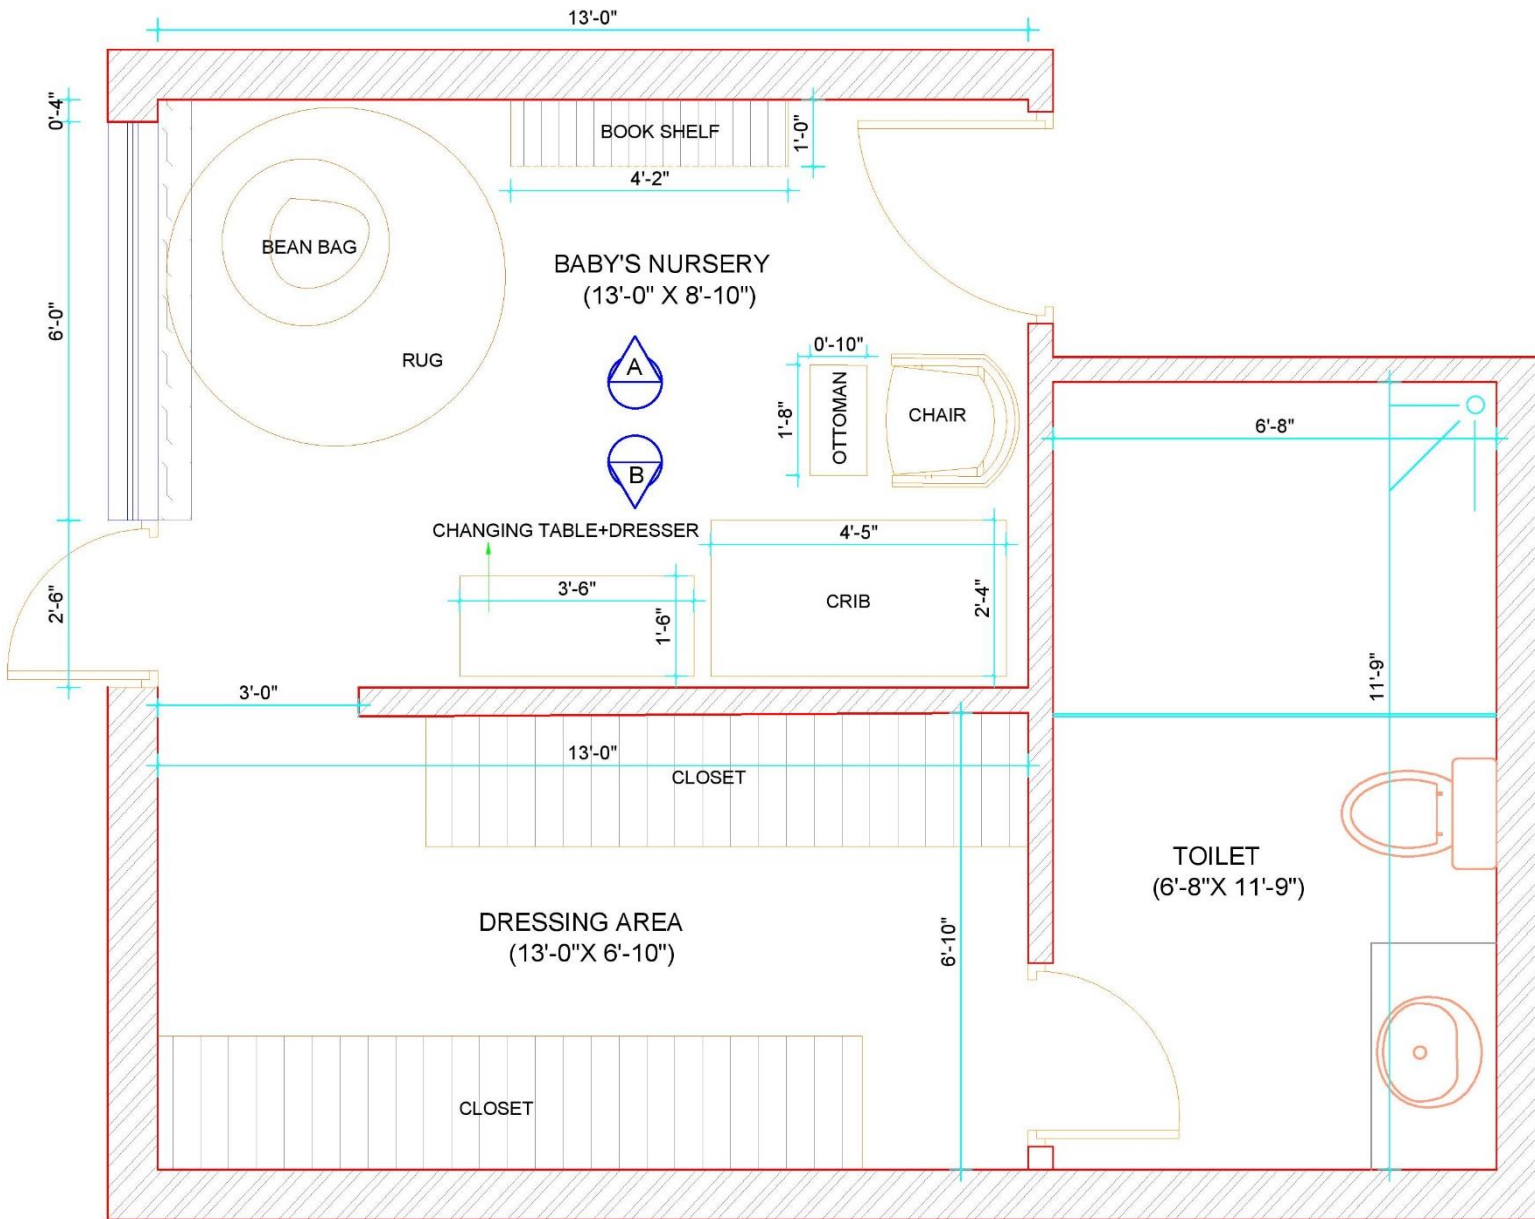 13'-0"
0'-4"
BOOK SHELF
1'-0"
4'-2"
BEAN BAG
BABY'S NURSERY
(13'-0" X 8'-10")
6'-0"
RUG
A
0'-10"
1'-8"
OTTOMAN
CHAIR
6'-8"
B
CHANGING TABLE+DRESSER
4'-5"
3'-6"
CRIB
2'-4"
2'-6"
1'-6"
3'-0"
11'-9"
13'-0"
CLOSET
TOILET
(6'-8"X 11'-9")
DRESSING AREA
(13'-0"X 6'-10")
6'-10"
CLOSET